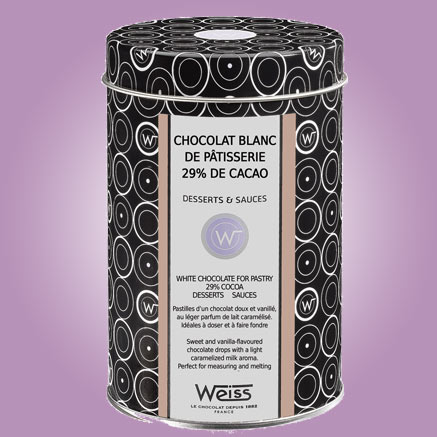 CHOCOLAT BLANC
DE PÂTISSERIE
29% DE CACAO
DESSERTS & SAUCES
W
WHITE CHOCOLATE FOR PASTRY
29% COCOA
DESSERTS SAUCES
Pastilles d'un chocolat doux et vanillé,
au léger parfum de lait caramélisé.
Idéales à doser et à faire fondre
Sweet and vanilla-flavoured
chocolate drops with a light
caramelized milk aroma.
Perfect for measuring and melting
Weiss
LE CHOCOLAT DEPUIS 1882
FRANCE